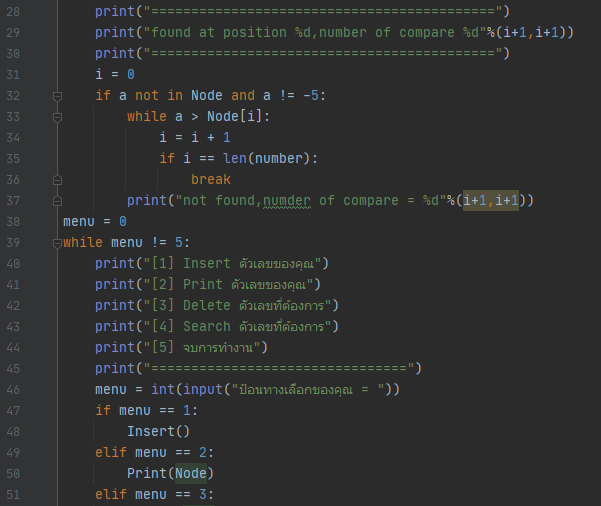 28 print("===========================================")
29 print("found at position %d,number of compare %d"%(i+1,i+1))
30 print("===========================================")
31 i = 0
32 if a not in Node and a != -5:
33 while a > Node[i]:
34 i = i + 1
35 if i == len(number):
36 break
37 print("not found,numder of compare = %d"%(i+1,i+1))
38 menu = 0
39 while menu != 5:
40 print("[1] Insert ตัวเลขของคุณ")
41 print("[2] Print ตัวเลขของคุณ")
42 print("[3] Delete ตัวเลขที่ต้องการ")
43 print("[4] Search ตัวเลขที่ต้องการ")
44 print("[5] จบการทำงาน")
45 print("================================")
46 menu = int(input("ป้อนทางเลือกของคุณ = "))
47 if menu == 1:
48 Insert()
49 elif menu == 2:
50 Print(Node)
51 elif menu == 3: